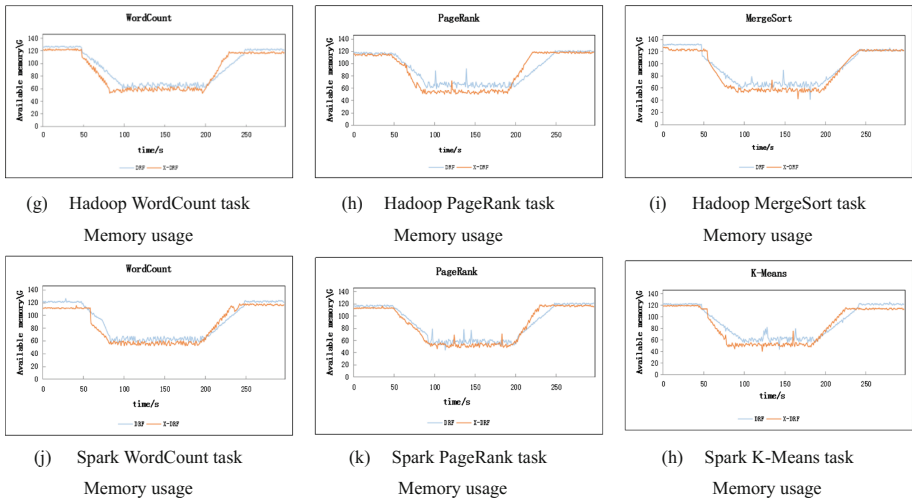 WordCount
Available memory\G
140
120
100
80
60
40
20
0
0 50 100 150 200 250
time/s
DRF X-DRF
(g) Hadoop WordCount task
Memory usage
PageRank
Available memory\G
140
120
100
80
60
40
20
0
0 50 100 150 200 250
time/s
DRF X-DRF
(h) Hadoop PageRank task
Memory usage
MergeSort
Available memory\G
140
120
100
80
60
40
20
0
0 50 100 150 200 250
time/s
DRF X-DRF
(i) Hadoop MergeSort task
Memory usage
WordCount
Available memory\G
140
120
100
80
60
40
20
0
0 50 100 150 200 250
time/s
DRF X-DRF
(j) Spark WordCount task
Memory usage
PageRank
Available memory\G
140
120
100
80
60
40
20
0
0 50 100 150 200 250
time/s
DRF X-DRF
(k) Spark PageRank task
Memory usage
K-Means
Available memory\G
140
120
100
80
60
40
20
0
0 50 100 150 200 250
time/s
DRF X-DRF
(h) Spark K-Means task
Memory usage